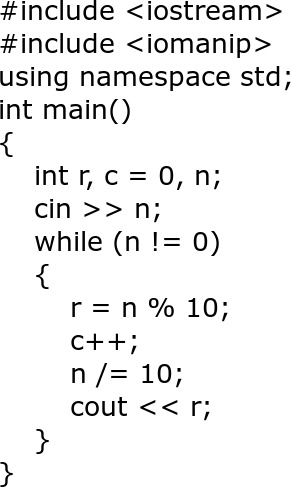 #include <iostream>
#include <iomanip>
using namespace std;
int main()
{
    int r, c = 0, n;
    cin >> n;
    while (n != 0)
    {
        r = n % 10;
        c++;
        n /= 10;
        cout << r;
    }
}